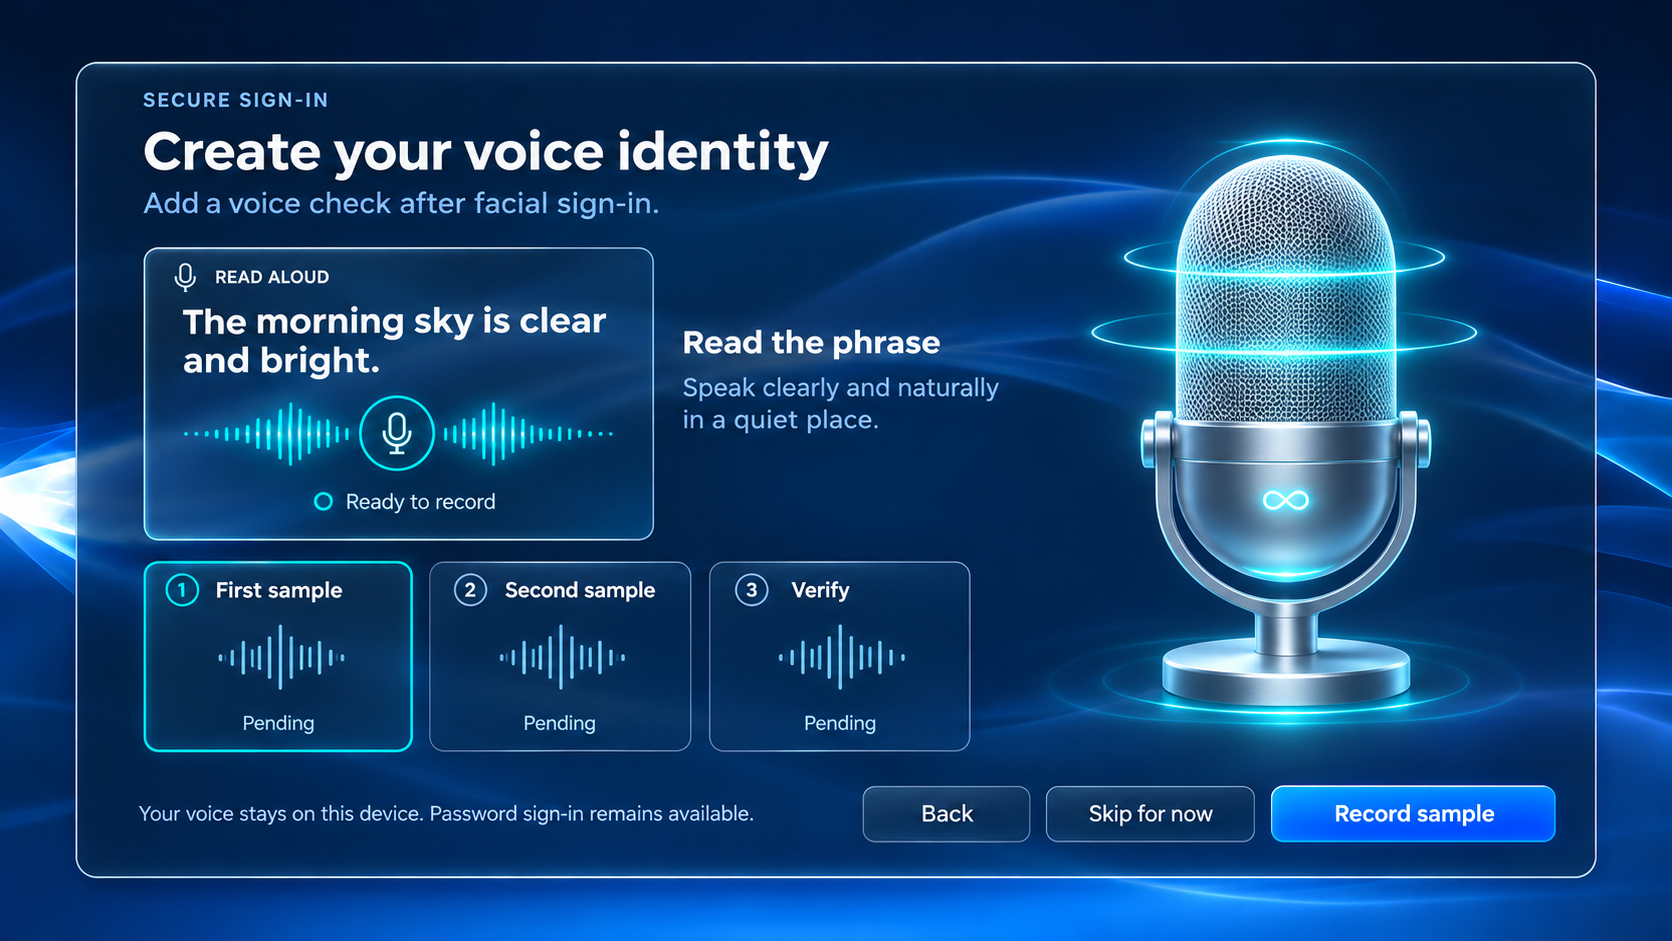 SECURE SIGN-IN
Create your voice identity
Add a voice check after facial sign-in.
READ ALOUD
The morning sky is clear
and bright.
Ready to record
Read the phrase
Speak clearly and naturally
in a quiet place.
1 First sample
Pending
2 Second sample
Pending
3 Verify
Pending
Your voice stays on this device. Password sign-in remains available.
Back
Skip for now
Record sample